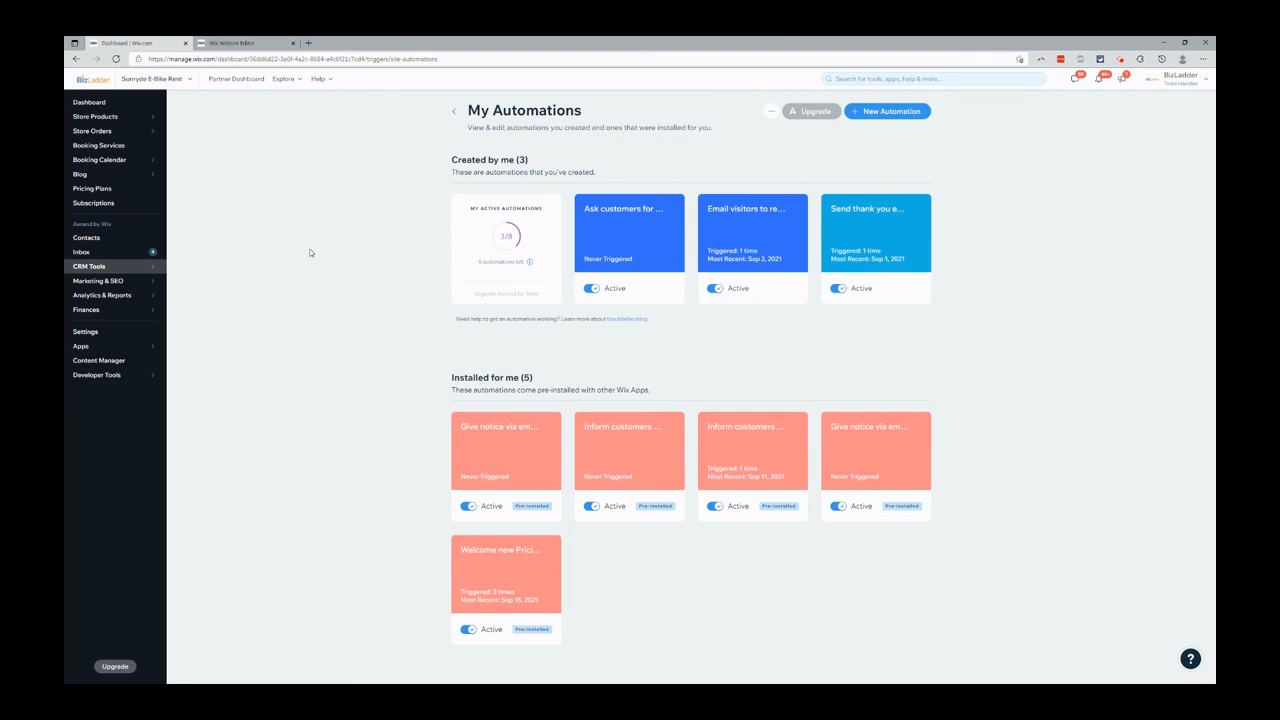 Dashboard | Wix.com
Wix Website Editor
https://manage.wix.com/dashboard/56dd6d22-3a6f-4a2c-8684-a4c6f21c7cd4/triggers/site-automations
BizLadder
Sunryde E-Bike Rent
Partner Dashboard
Explore
Help
Search for tools, apps, help & more...
BizLadder
Todd Handler
Dashboard
Store Products
Store Orders
Booking Services
Booking Calendar
Blog
Pricing Plans
Subscriptions
Ascend by Wix
Contacts
Inbox
4
CRM Tools
Marketing & SEO
Analytics & Reports
Finances
Settings
Apps
Content Manager
Developer Tools
Upgrade
My Automations
View & edit automations you created and ones that were installed for you.
... Upgrade
+ New Automation
Created by me (3)
These are automations that you've created.
MY ACTIVE AUTOMATIONS
3/8
5 automations left
Upgrade Ascend for More
Ask customers for ...
Never Triggered
Active
Email visitors to re...
Triggered: 1 time
Most Recent: Sep 2, 2021
Active
Send thank you e...
Triggered: 1 time
Most Recent: Sep 1, 2021
Active
Need help to get an automation working? Learn more about troubleshooting
Installed for me (5)
These automations come pre-installed with other Wix Apps.
Give notice via em...
Never Triggered
Active Pre-installed
Inform customers ...
Never Triggered
Active Pre-installed
Inform customers ...
Triggered: 1 time
Most Recent: Sep 11, 2021
Active Pre-installed
Give notice via em...
Never Triggered
Active Pre-installed
Welcome new Prici...
Triggered: 3 times
Most Recent: Sep 15, 2021
Active Pre-installed
?